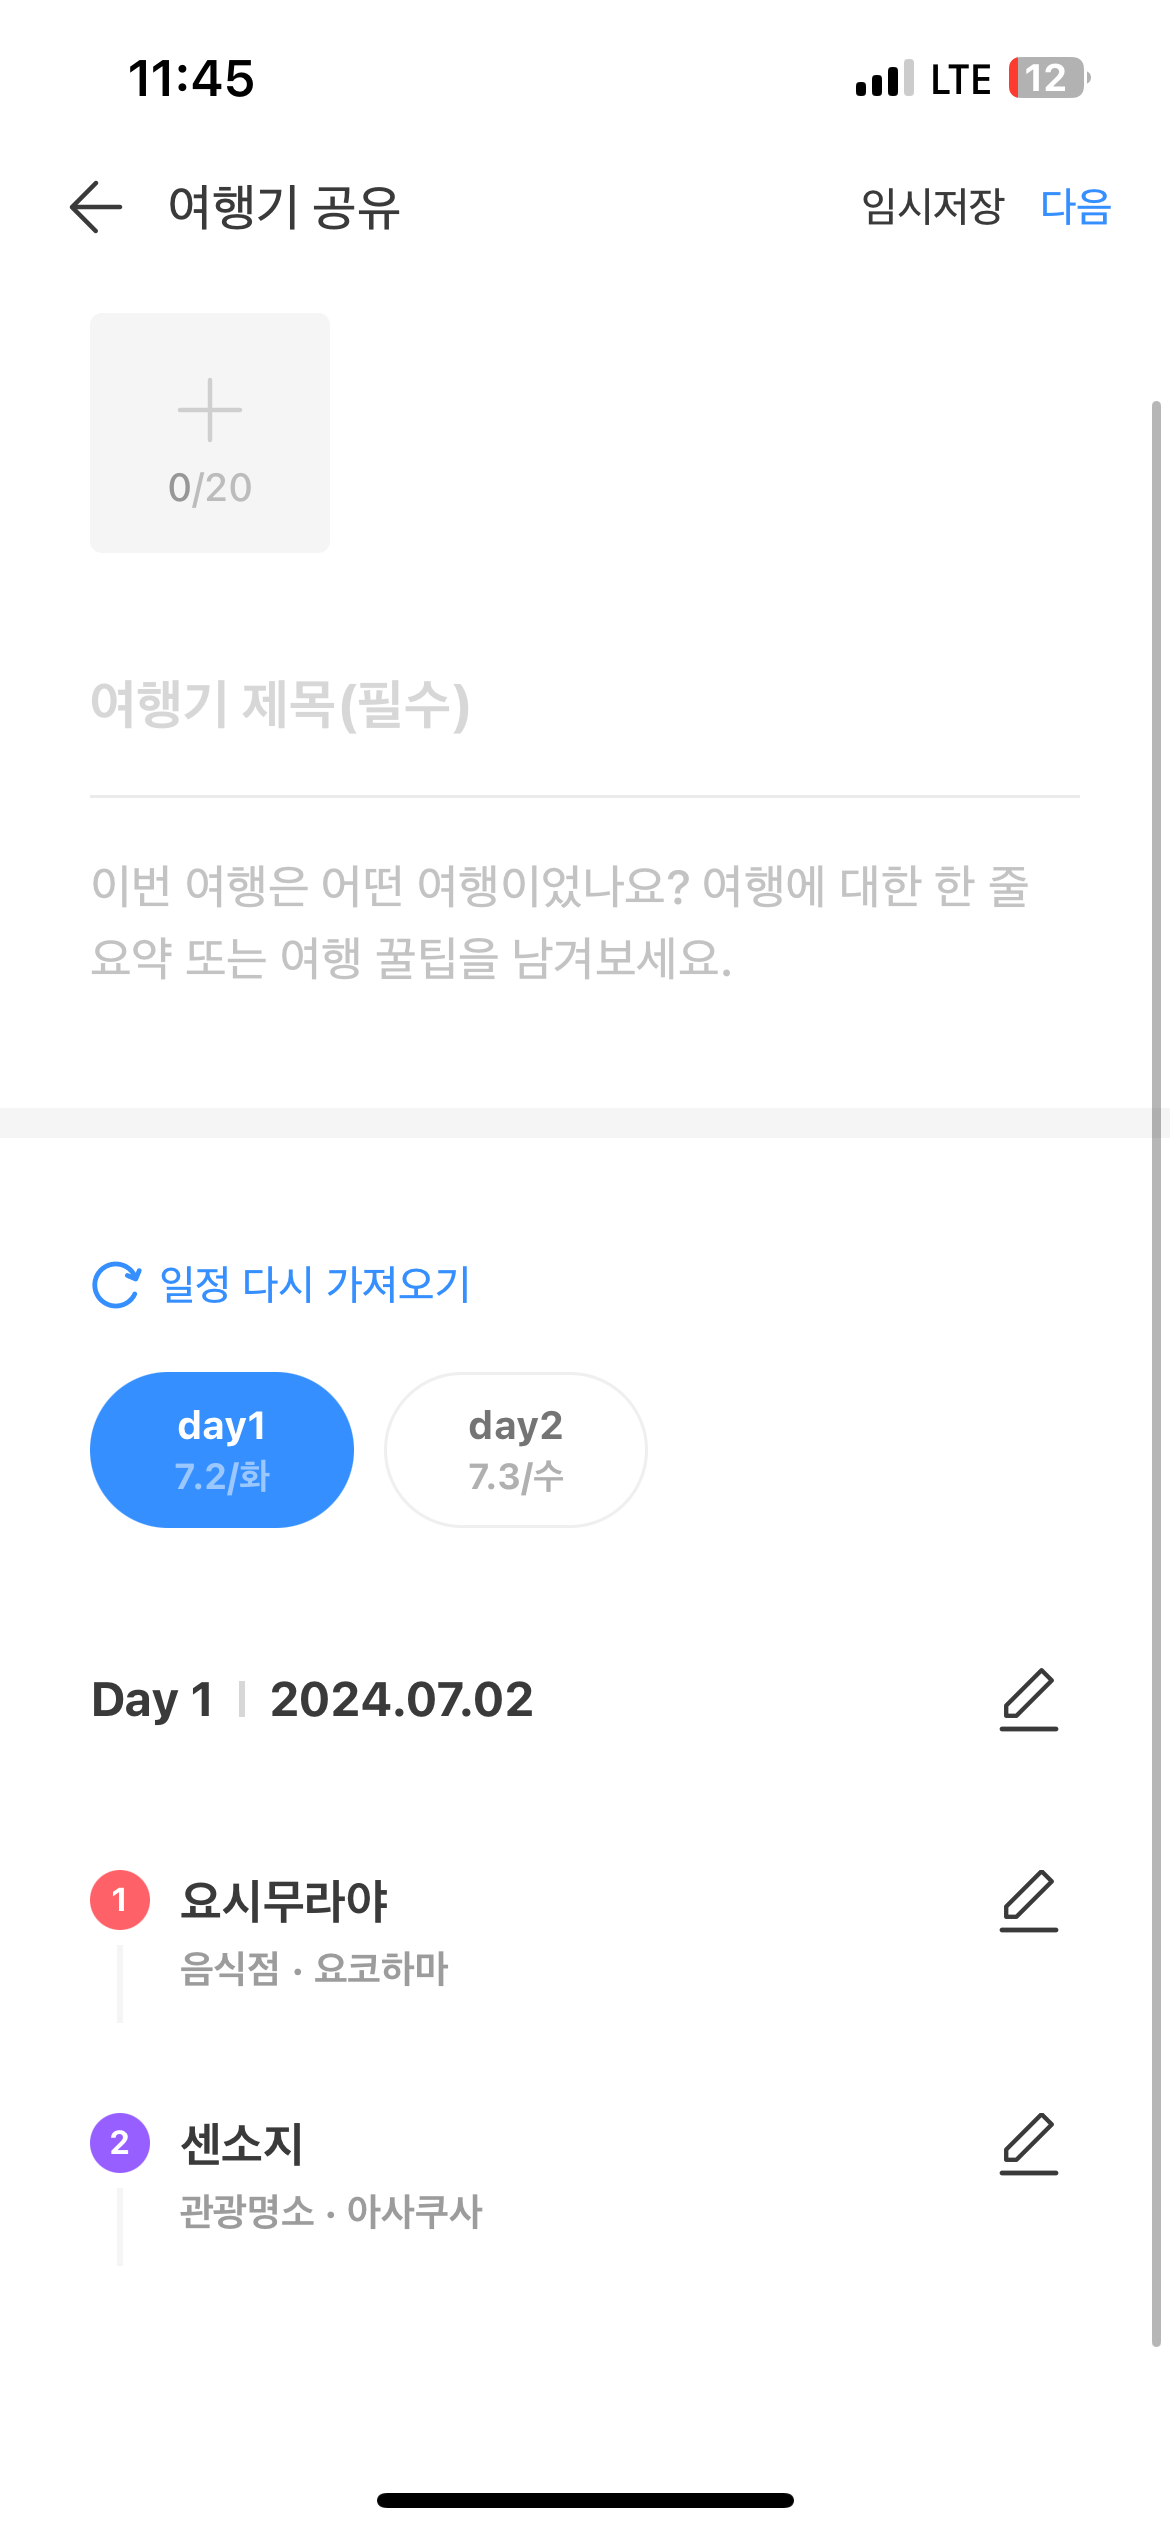 11:45 LTE 12
여행기 공유 임시저장 다음
0/20
여행기 제목(필수)
이번 여행은 어떤 여행이었나요? 여행에 대한 한 줄
요약 또는 여행 꿀팁을 남겨보세요.
일정 다시 가져오기
day1 day2
7.2/화 7.3/수
Day 1 2024.07.02
1 요시무라야
음식점 · 요코하마
2 센소지
관광명소 · 아사쿠사